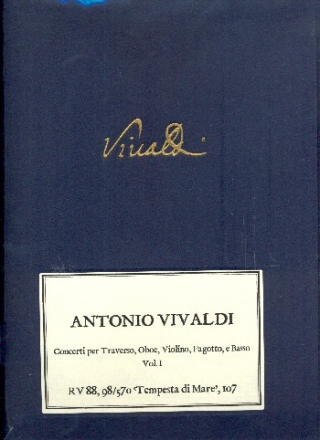 Vivaldi
ANTONIO VIVALDI
Concerti per Traverso, Oboe, Violino, Fagotto, e Basso
Vol. I
RV 88, 98/570 'Tempesta di Mare', 107